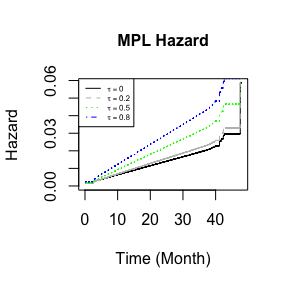 MPL Hazard
Hazard
0.00
0.03
0.06
τ = 0
τ = 0.2
τ = 0.5
τ = 0.8
0 10 20 30 40
Time (Month)